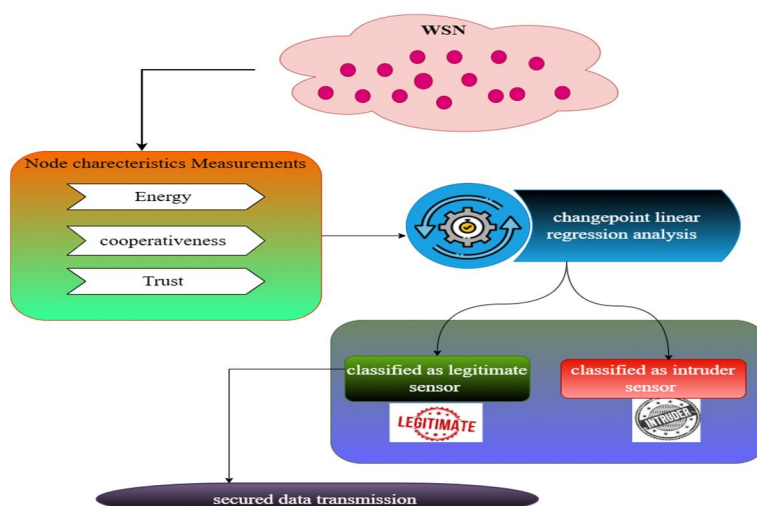 WSN
Node charecteristics Measurements
Energy
cooperativeness
Trust
changepoint linear
regression analysis
classified as legitimate
sensor
classified as intruder
sensor
LEGITIMATE
INTRUDER
secured data transmission